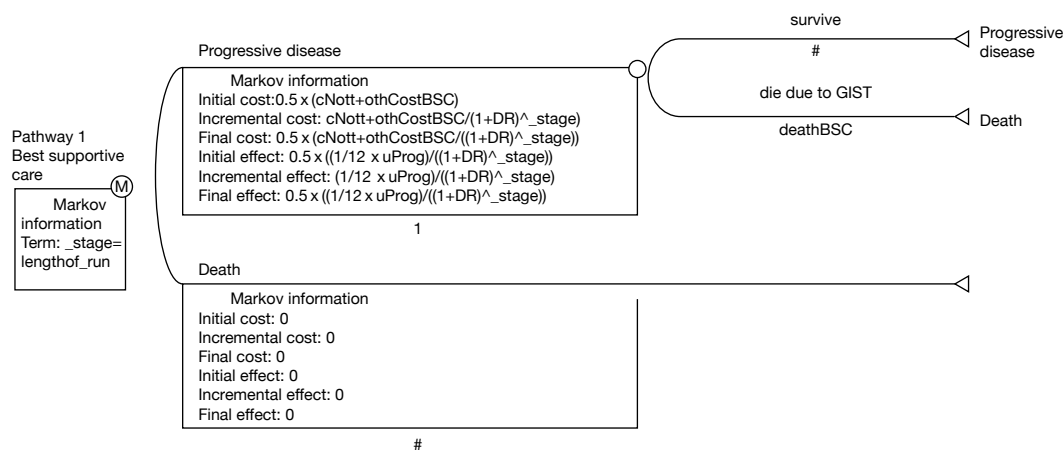 survive
Progressive disease
Progressive
disease
#
Markov information
Initial cost:0.5 x (cNott+othCostBSC)
Incremental cost: cNott+othCostBSC/(1+DR)^_stage)
Final cost: 0.5 x (cNott+othCostBSC/((1+DR)^_stage))
Initial effect: 0.5 x ((1/12 x uProg)/((1+DR)^_stage))
Incremental effect: (1/12 x uProg)/((1+DR)^_stage)
Final effect: 0.5 x ((1/12 x uProg)/((1+DR)^_stage))
1
die due to GIST
Death
deathBSC
Pathway 1
Best supportive
care
M
Markov
information
Term: _stage=
lengthof_run
Death
Markov information
Initial cost: 0
Incremental cost: 0
Final cost: 0
Initial effect: 0
Incremental effect: 0
Final effect: 0
#